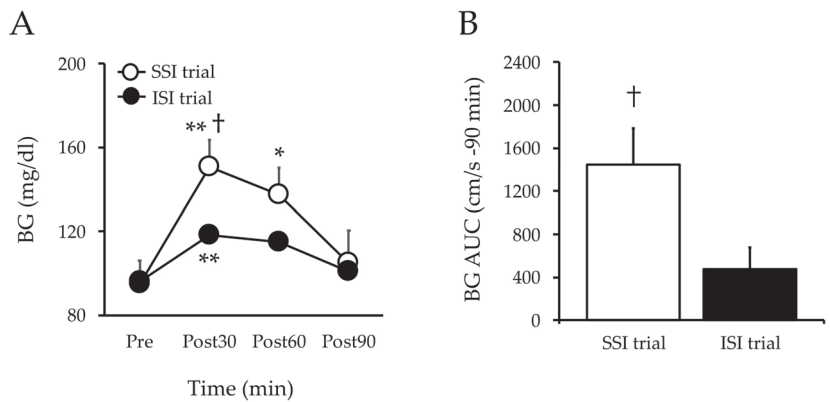 A
BG (mg/dl)
200
160
120
80
SSI trial
ISI trial
** †
*
**
Pre Post30 Post60 Post90
Time (min)
B
BG AUC (cm/s -90 min)
2400
2000
1600
1200
800
400
0
†
SSI trial ISI trial